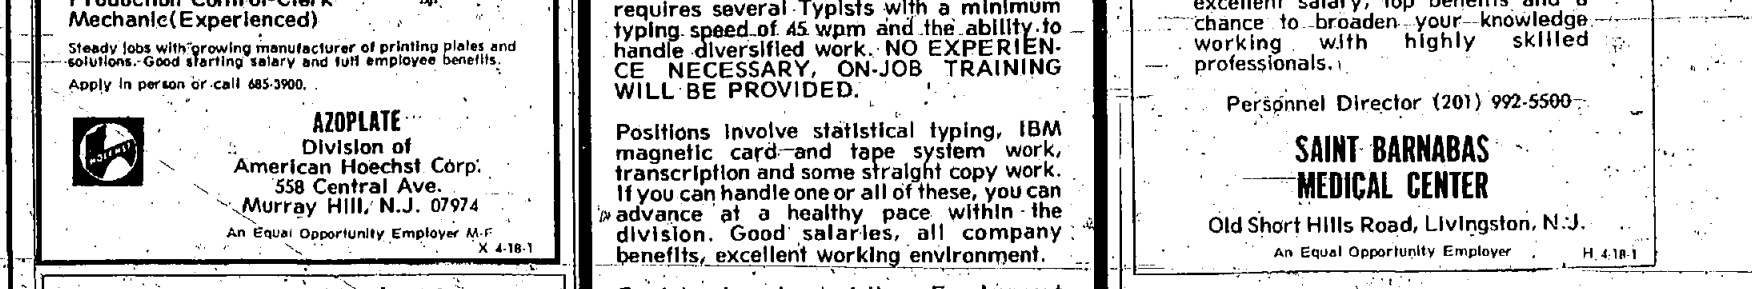 Production Control Clerk
Mechanic(Experienced)
Steady jobs with growing manufacturer of printing plates and
solutions. Good starting salary and full employee benefits.
Apply in person or call 685-3900.
AZOPLATE
Division of
American Hoechst Corp.
558 Central Ave.
Murray Hill, N.J. 07974
An Equal Opportunity Employer M-F
X 4-18-1
requires several Typists with a minimum
typing speed of 45 wpm and the ability to
handle diversified work. NO EXPERIEN-
CE NECESSARY, ON-JOB TRAINING
WILL BE PROVIDED.
Positions involve statistical typing, IBM
magnetic card and tape system work,
transcription and some straight copy work.
If you can handle one or all of these, you can
advance at a healthy pace within the
division. Good salaries, all company
benefits, excellent working environment.
excellent salary, top benefits and a
chance to broaden your knowledge
working with highly skilled
professionals.
Personnel Director (201) 992-5500
SAINT BARNABAS
MEDICAL CENTER
Old Short Hills Road, Livingston, N.J.
An Equal Opportunity Employer
H 4-18-1